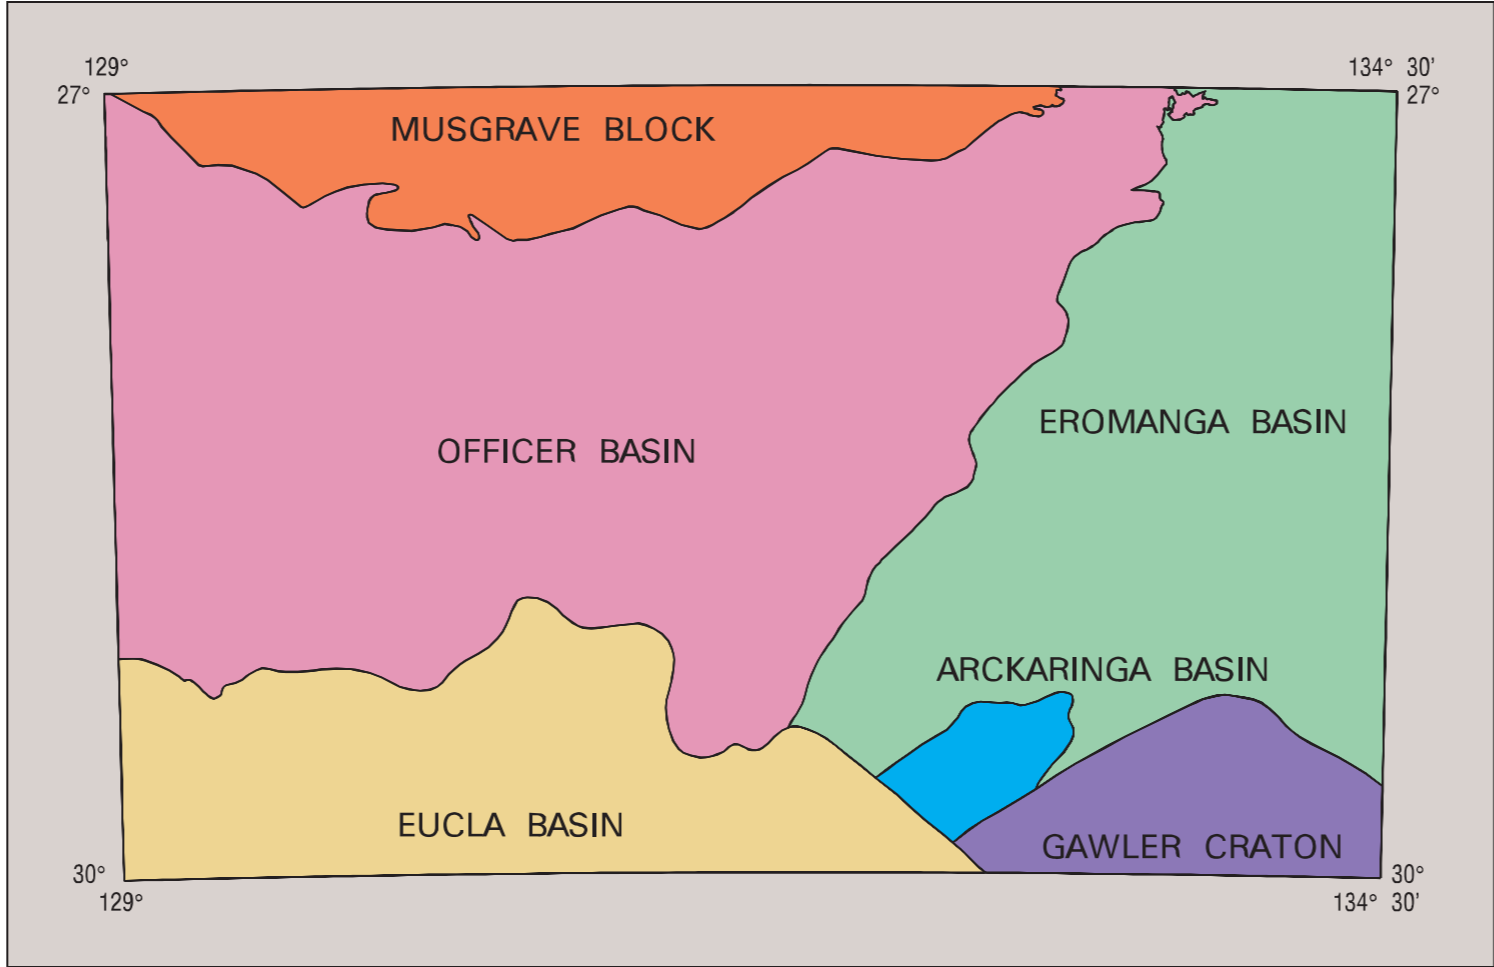 129°
134° 30'
27°
27°
MUSGRAVE BLOCK
EROMANGA BASIN
OFFICER BASIN
ARCKARINGA BASIN
EUCLA BASIN
GAWLER CRATON
30°
30°
129°
134° 30'